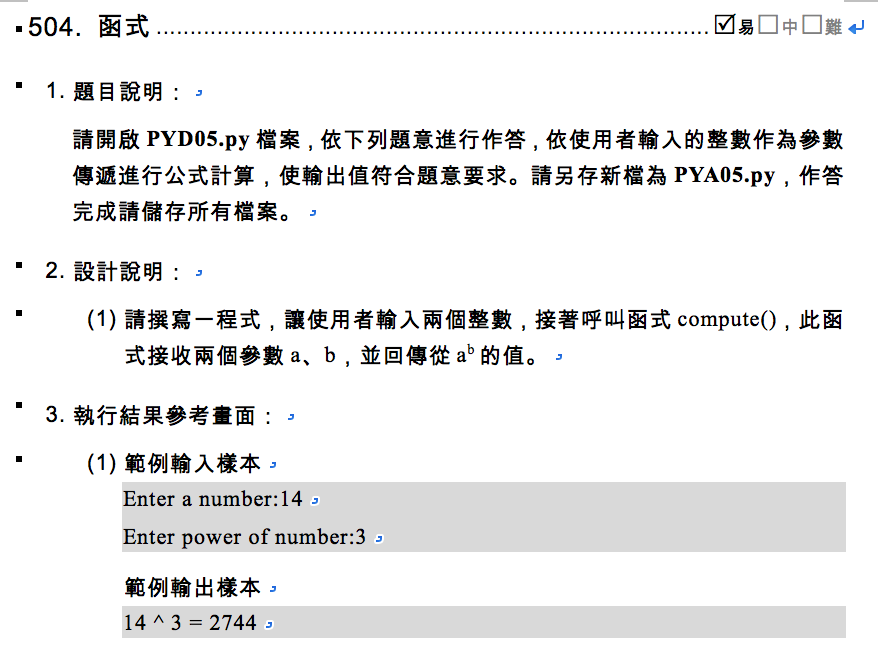 504. 函式 ........................................................................ ☑易☐中☐難
1. 題目說明：
請開啟 PYD05.py 檔案，依下列題意進行作答，依使用者輸入的整數作為參數
傳遞進行公式計算，使輸出值符合題意要求。請另存新檔為 PYA05.py，作答
完成請儲存所有檔案。
2. 設計說明：
(1) 請撰寫一程式，讓使用者輸入兩個整數，接著呼叫函式 compute()，此函
式接收兩個參數 a、b，並回傳從 aᵇ 的值。
3. 執行結果參考畫面：
(1) 範例輸入樣本
Enter a number:14
Enter power of number:3
範例輸出樣本
14 ^ 3 = 2744